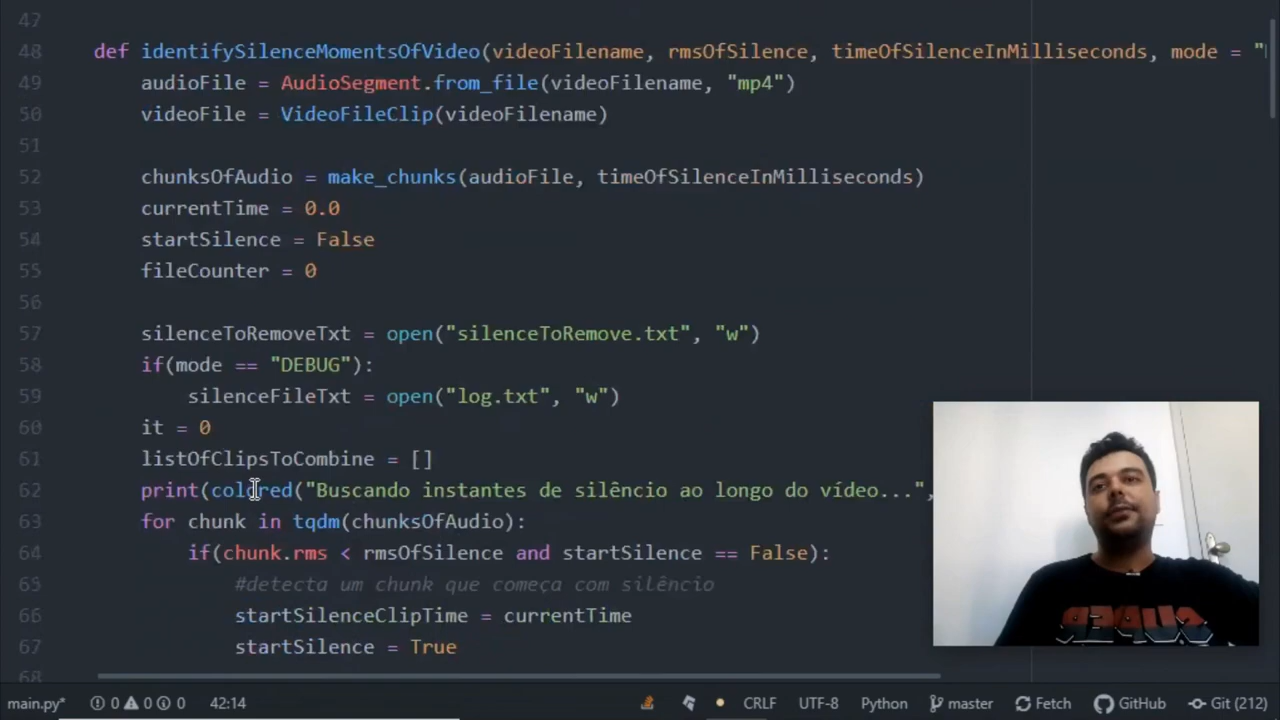 47
48 def identifySilenceMomentsOfVideo(videoFilename, rmsOfSilence, timeOfSilenceInMilliseconds, mode = "
49 audioFile = AudioSegment.from_file(videoFilename, "mp4")
50 videoFile = VideoFileClip(videoFilename)
51
52 chunksOfAudio = make_chunks(audioFile, timeOfSilenceInMilliseconds)
53 currentTime = 0.0
54 startSilence = False
55 fileCounter = 0
56
57 silenceToRemoveTxt = open("silenceToRemove.txt", "w")
58 if(mode == "DEBUG"):
59 silenceFileTxt = open("log.txt", "w")
60 it = 0
61 listOfClipsToCombine = []
62 print(colored("Buscando instantes de silêncio ao longo do vídeo...",
63 for chunk in tqdm(chunksOfAudio):
64 if(chunk.rms < rmsOfSilence and startSilence == False):
65 #detecta um chunk que começa com silêncio
66 startSilenceClipTime = currentTime
67 startSilence = True
68
SUPER
main.py* 0 0 0 42:14 CRLF UTF-8 Python master Fetch GitHub Git (212)